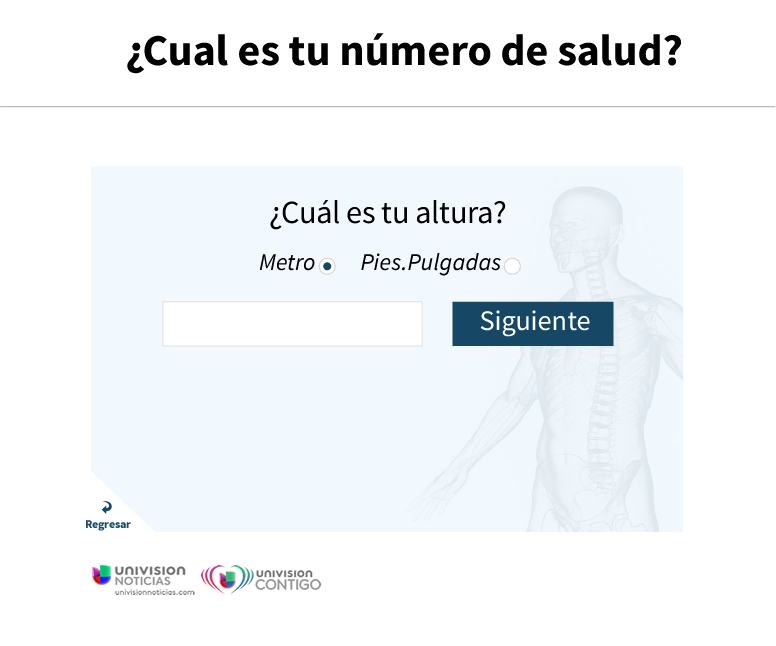 ¿Cual es tu número de salud?
¿Cuál es tu altura?
Metro Pies.Pulgadas
Siguiente
Regresar
UNIVISION
NOTICIAS
univisionnoticias.com
UNIVISION
CONTIGO